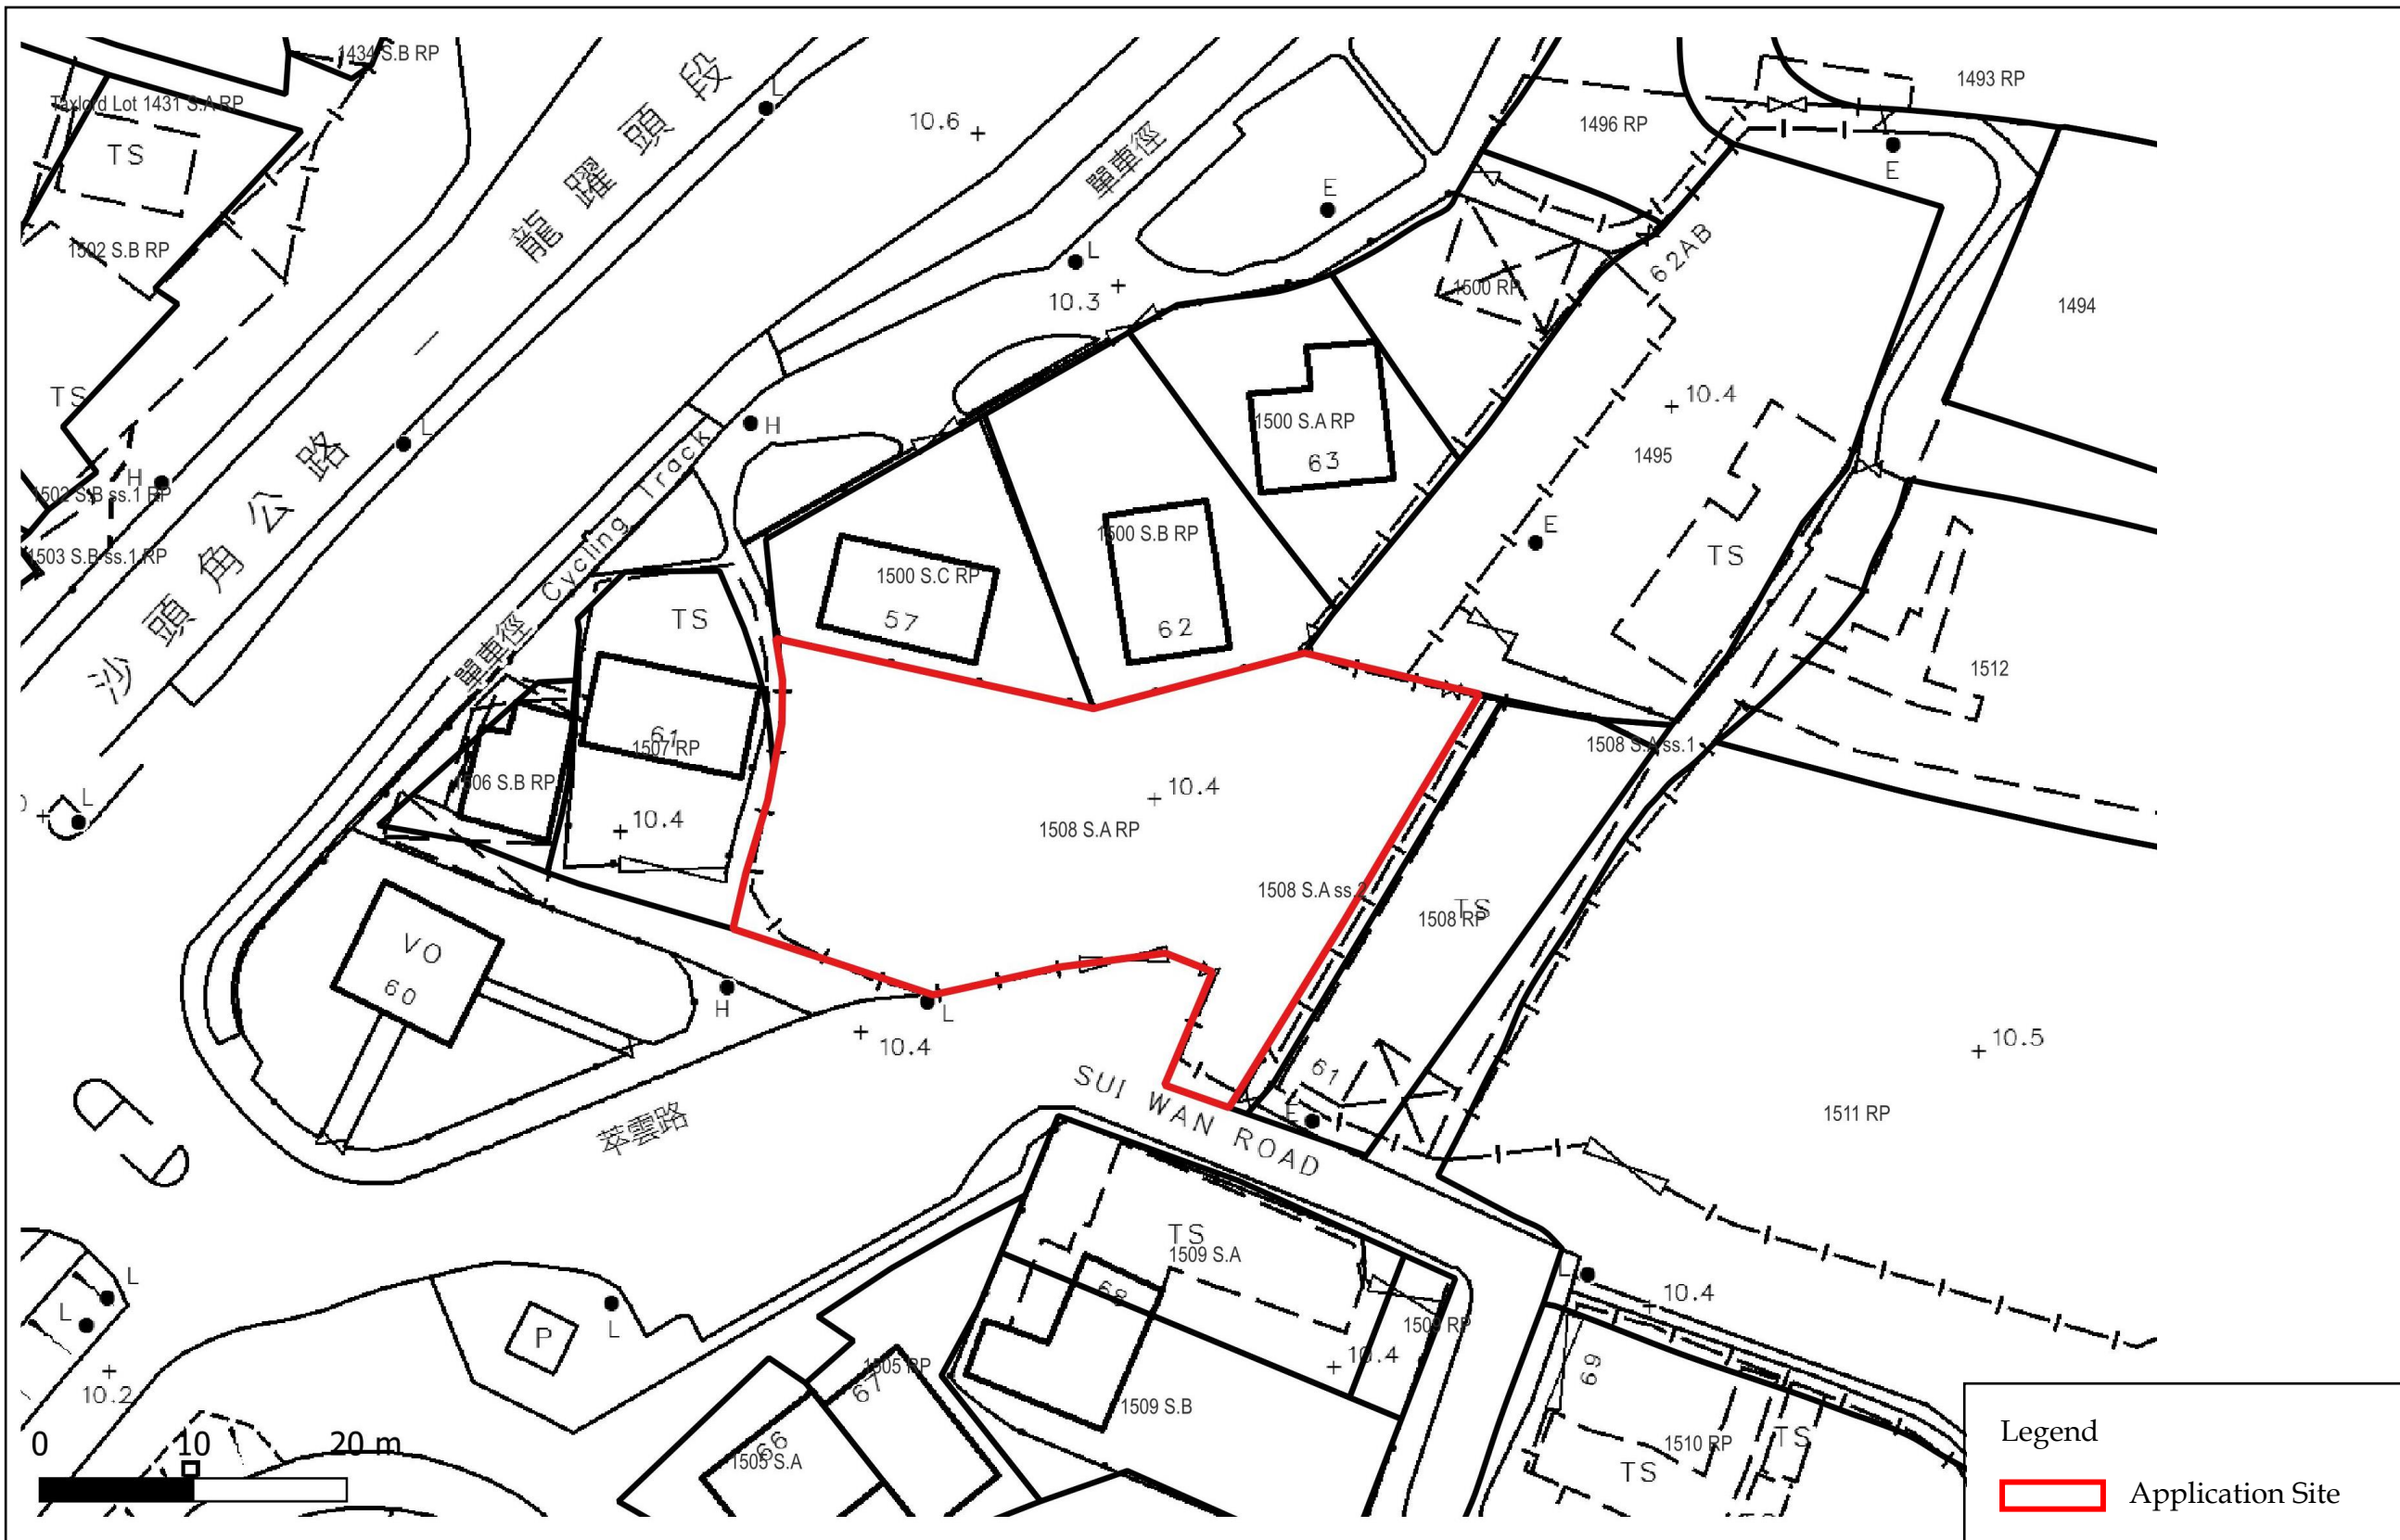 1434 S.B RP
Taxlord Lot 1431 S.A RP
TS
1502 S.B RP
TS
H
1502 S.B ss.1 RP
1503 S.B ss.1 RP
沙頭角公路
—
龍躍頭段
L
L
10.6
單車徑
L
10.3
E
1493 RP
1496 RP
E
62AB
1500 RP
1494
10.4
1495
E
TS
1512
1500 S.A RP
63
1500 S.B RP
62
1500 S.C RP
57
H
單車徑 Cycling Track
TS
61
1507 RP
1506 S.B RP
10.4
L
10.4
1508 S.A RP
1508 S.A ss.1
1508 S.A ss.2
TS
1508 RP
VO
60
H
L
10.4
10.5
1511 RP
61
E
SUI WAN ROAD
萃雲路
TS
1509 S.A
68
1509 RP
10.4
1509 S.B
L
10.4
69
1510 RP
TS
TS
L
L
P
L
10.2
1505 RP
67
66
1505 S.A
0 10 20 m
Legend
Application Site